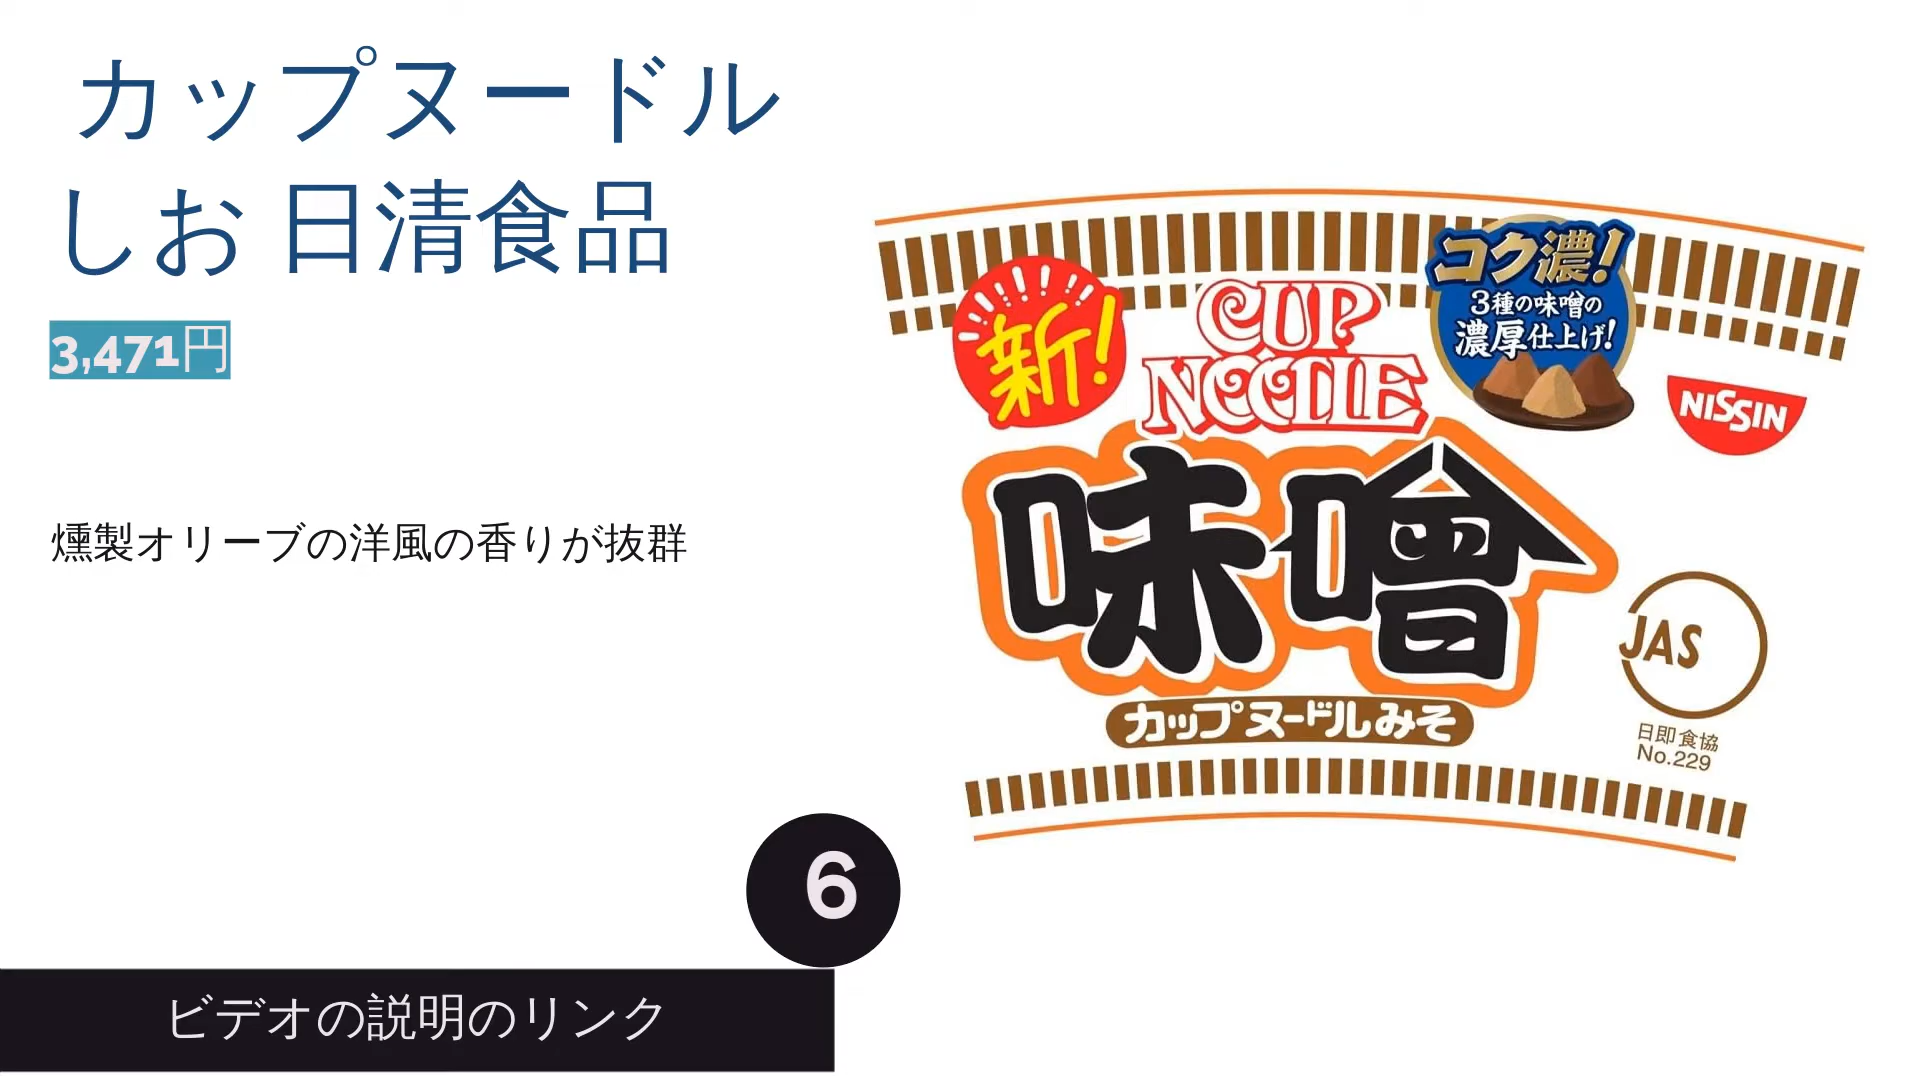 カップヌードル
しお 日清食品
3,471円
燻製オリーブの洋風の香りが抜群
新!
CUP
NOODLE
コク濃!
3種の味噌の
濃厚仕上げ!
NISSIN
味噌
カップヌードルみそ
JAS
日即食協
No.229
6
ビデオの説明のリンク